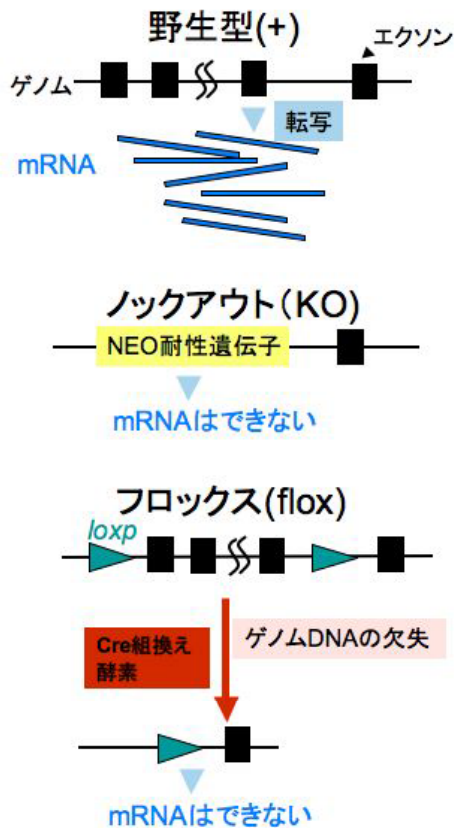 野生型(+)
エクソン
ゲノム
転写
mRNA
ノックアウト(KO)
NEO耐性遺伝子
mRNAはできない
フロックス(flox)
loxp
Cre組換え
酵素
ゲノムDNAの欠失
mRNAはできない